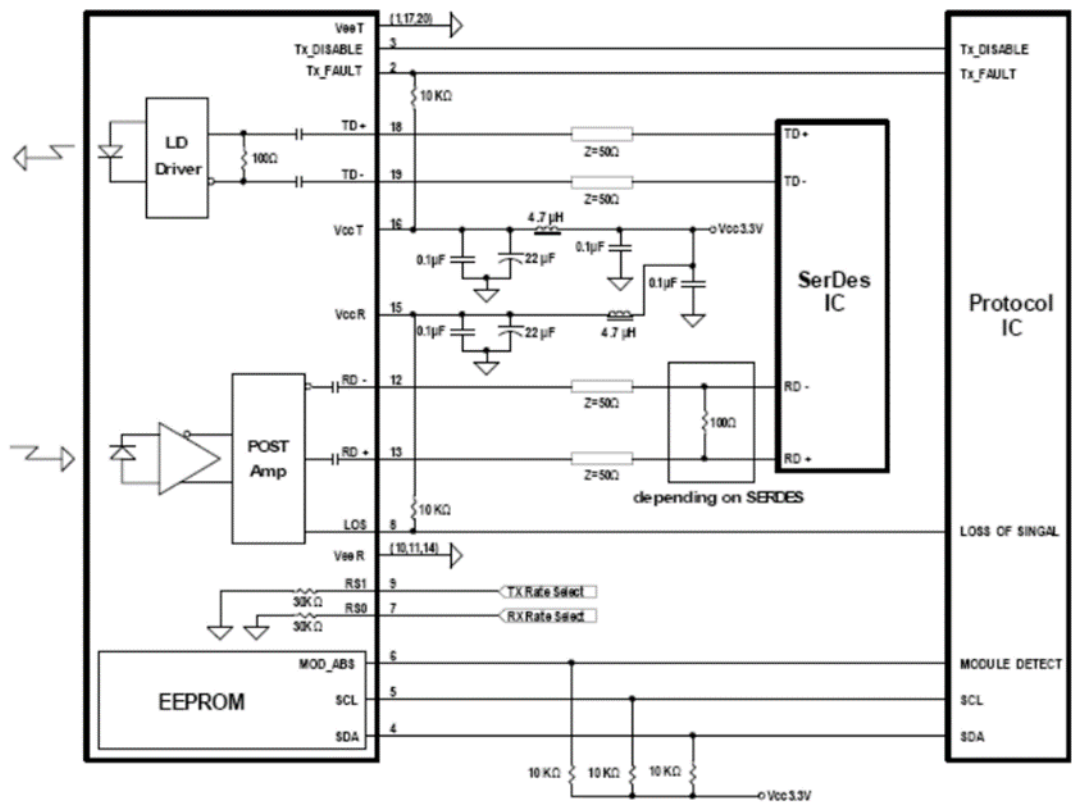 VeeT (1,17,20)
Tx_DISABLE 3 Tx_DISABLE
Tx_FAULT 2 Tx_FAULT
10 KΩ
TD+ 18 TD+
LD
Driver
100Ω
Z=50Ω
TD- 19 TD-
Z=50Ω
VccT 16 4.7 μH Vcc3.3V
0.1μF 22 μF 0.1μF
0.1μF
SerDes
IC
Protocol
IC
VccR 15
0.1μF 22 μF 4.7 μH
RD - 12 RD -
Z=50Ω
100Ω
POST
Amp
RD + 13 RD +
Z=50Ω
depending on SERDES
10 KΩ
LOS 8 LOSS OF SINGAL
VeeR (10,11,14)
RS1 9 TX Rate Select
30KΩ
RS0 7 RX Rate Select
30KΩ
MOD_ABS 6 MODULE DETECT
EEPROM
SCL 5 SCL
SDA 4 SDA
10 KΩ 10 KΩ 10 KΩ
Vcc3.3V